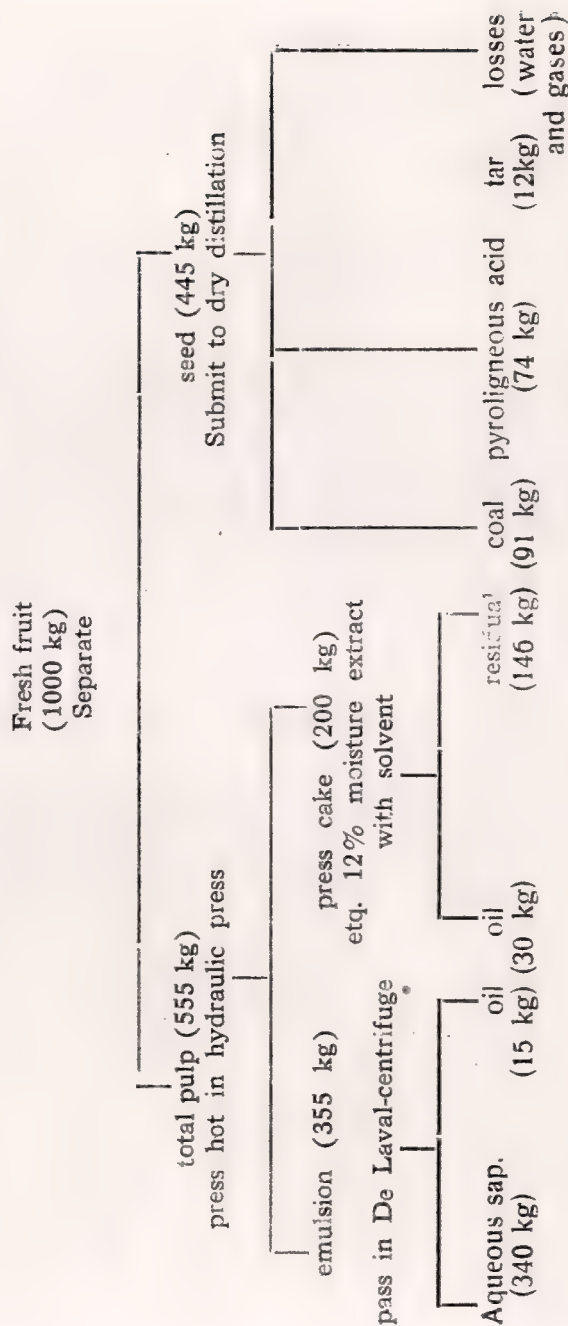 Fresh fruit
(1000 kg)
Separate
total pulp (555 kg)
press hot in hydraulic press
seed (445 kg)
Submit to dry distillation
emulsion (355 kg)
pass in De Laval-centrifuge
press cake (200 kg)
etq. 12% moisture extract
with solvent
Aqueous sap.
(340 kg)
oil
(15 kg)
oil
(30 kg)
residual
(146 kg)
coal
(91 kg)
pyroligneous acid
(74 kg)
tar
(12kg)
losses
(water
and gases)